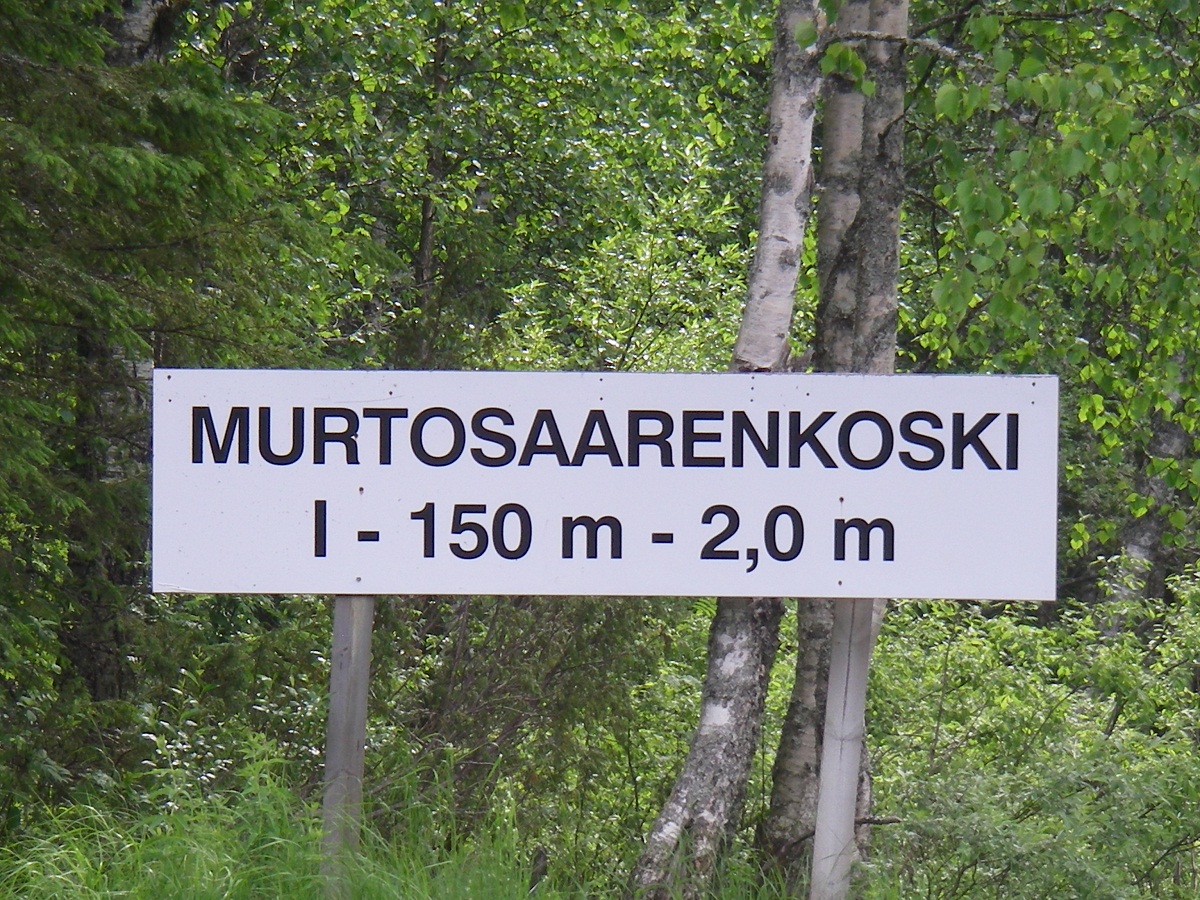 MURTOSAARENKOSKI
I - 150 m - 2,0 m